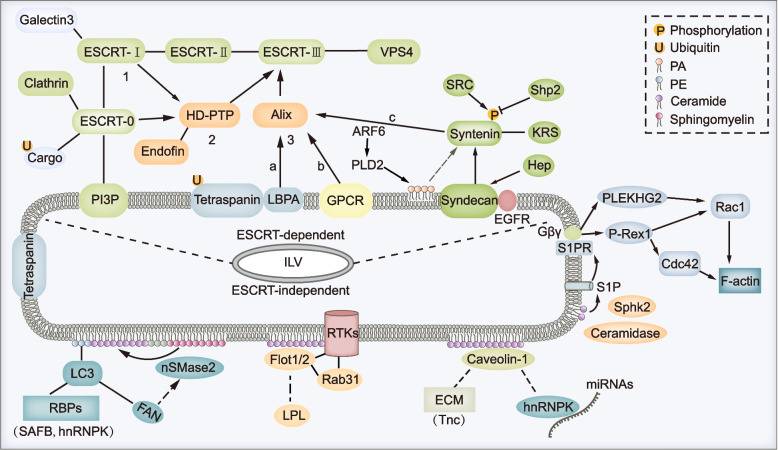 Galectin3
ESCRT-Ⅰ
ESCRT-Ⅱ
ESCRT-Ⅲ
VPS4
P Phosphorylation
U Ubiquitin
PA
PE
Ceramide
Sphingomyelin
1
Clathrin
SRC
Shp2
P
ESCRT-0
HD-PTP
Alix
c
ARF6
Syntenin
KRS
U
Cargo
Endofin
2
3
PLD2
Hep
a
b
U
PI3P
Tetraspanin
LBPA
GPCR
Syndecan
EGFR
PLEKHG2
Rac1
Gβγ
P-Rex1
S1PR
Cdc42
F-actin
ESCRT-dependent
ILV
ESCRT-independent
Tetraspanin
S1P
Sphk2
Ceramidase
RTKs
LC3
nSMase2
Flot1/2
Rab31
Caveolin-1
RBPs
(SAFB, hnRNPK)
FAN
LPL
ECM
(Tnc)
hnRNPK
miRNAs